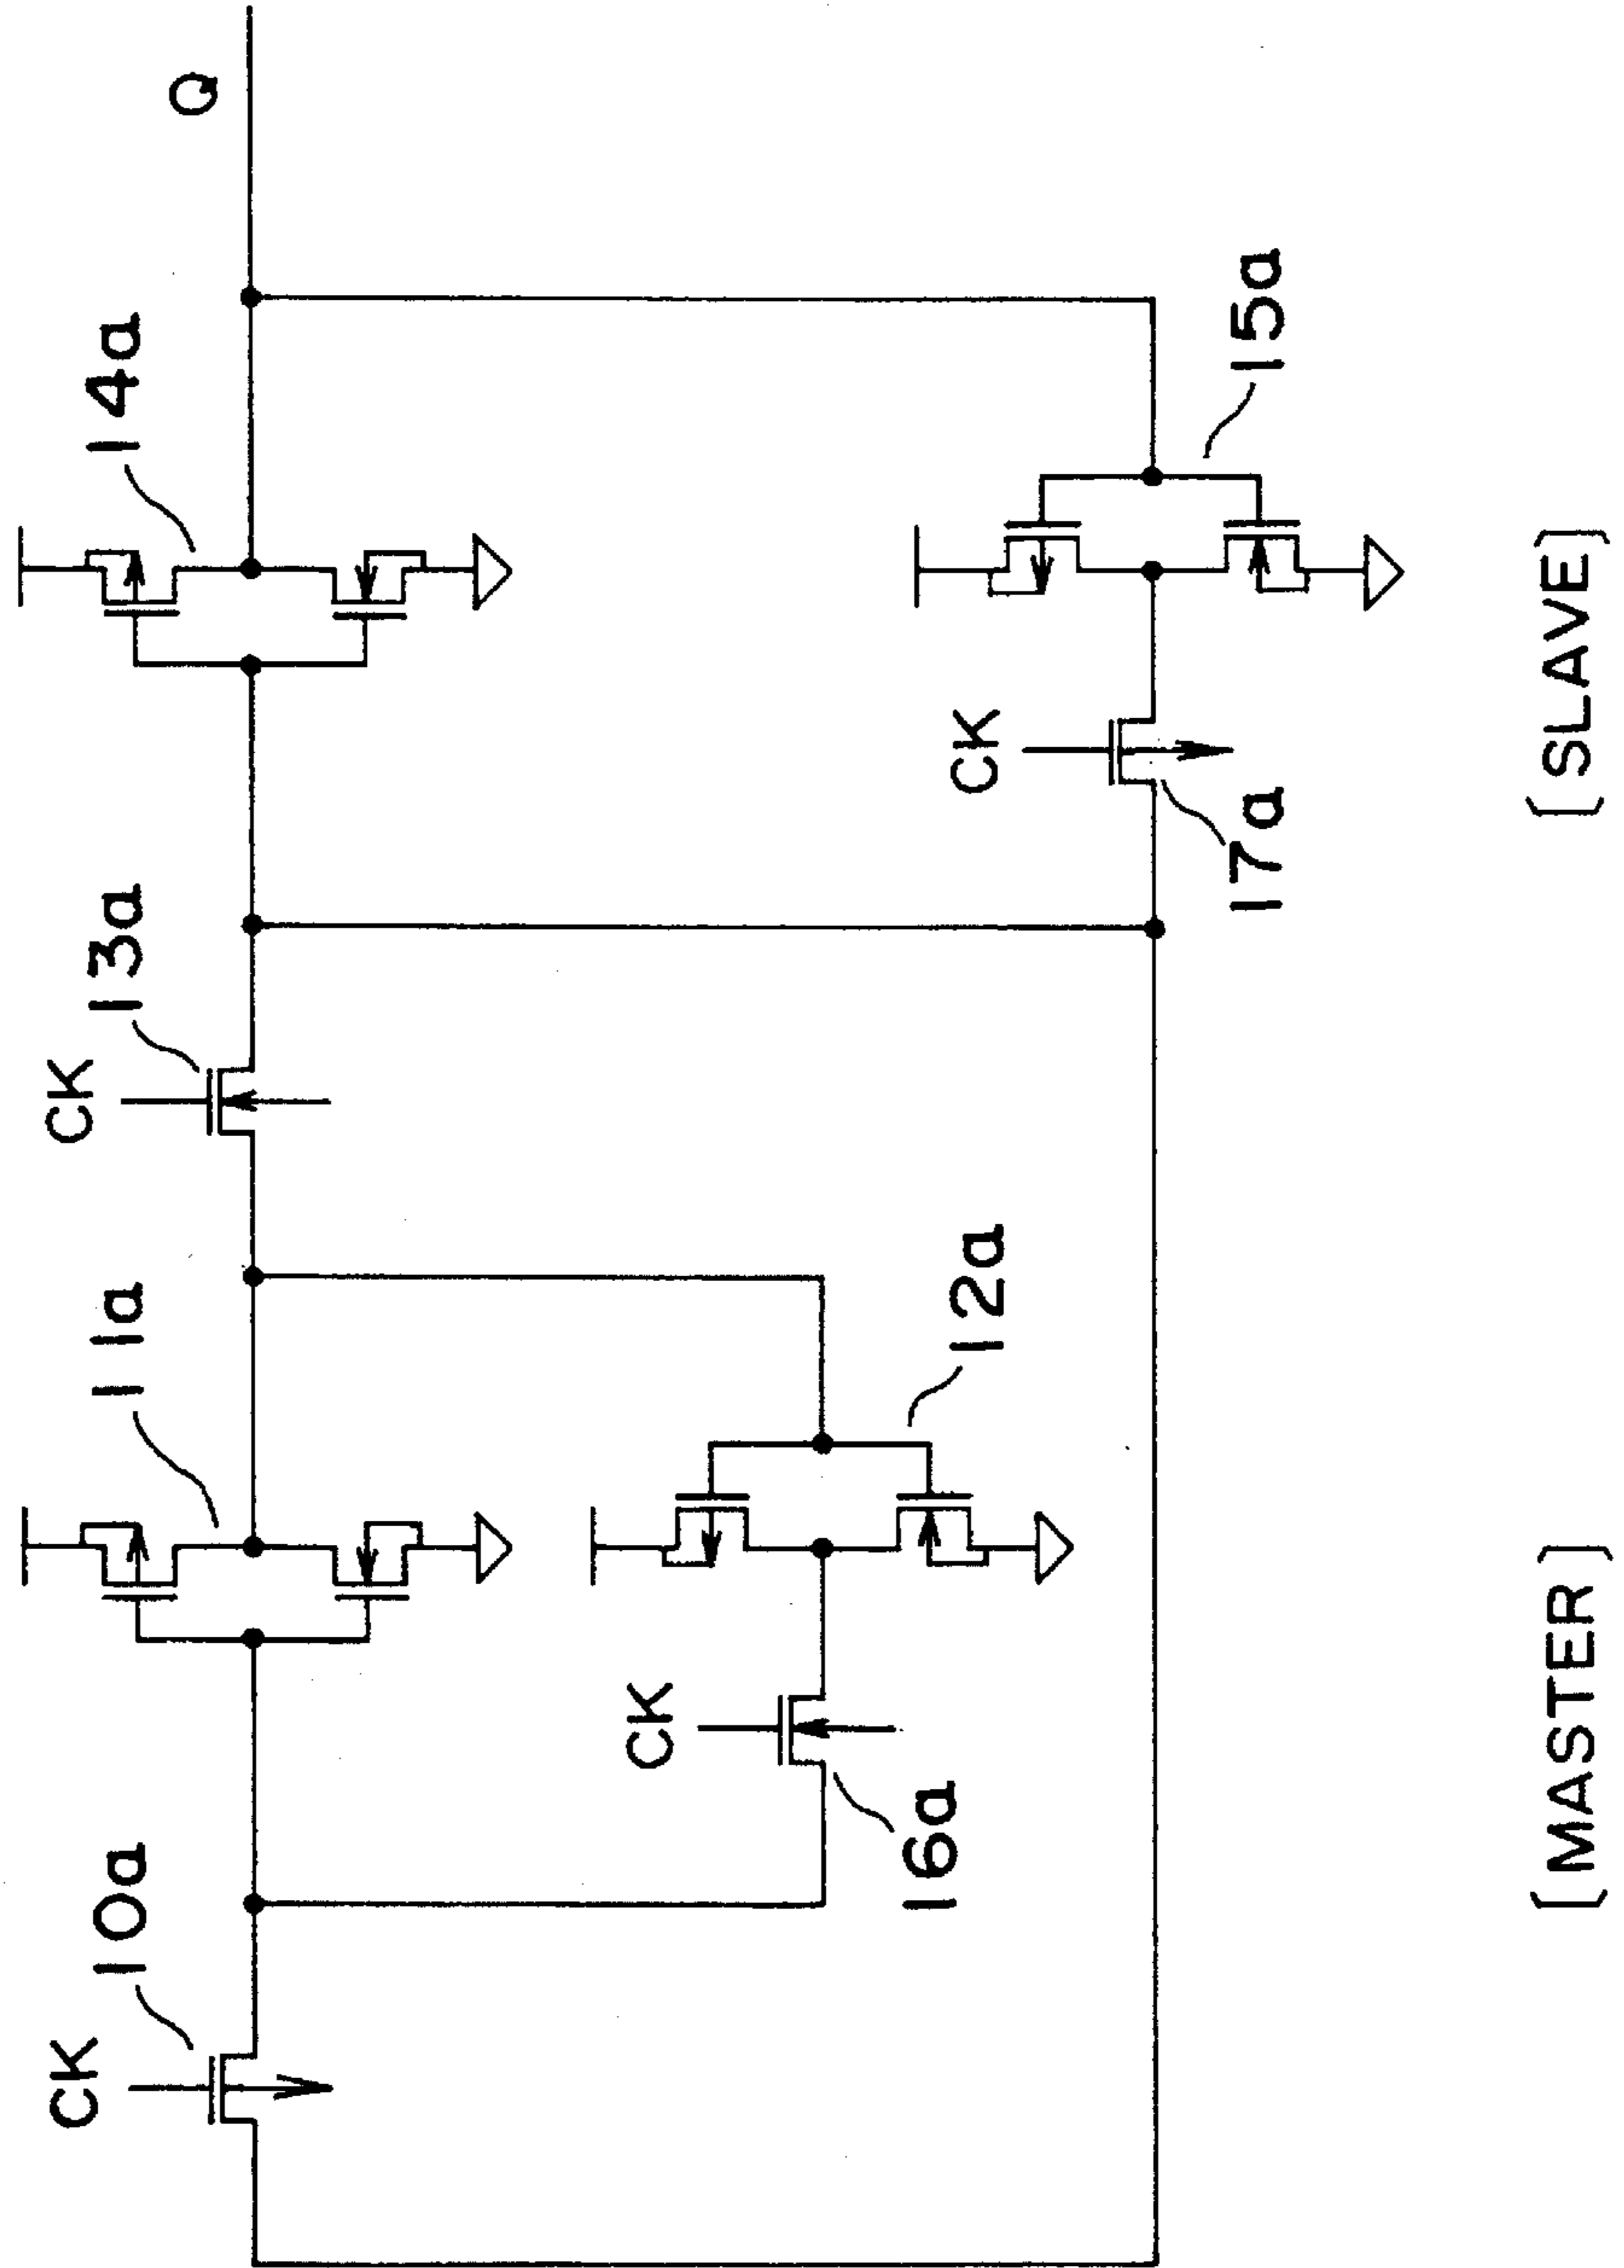 Q
14a
15a
CK
17a
13a
CK
11a
12a
CK
16a
10a
CK
[SLAVE]
[MASTER]